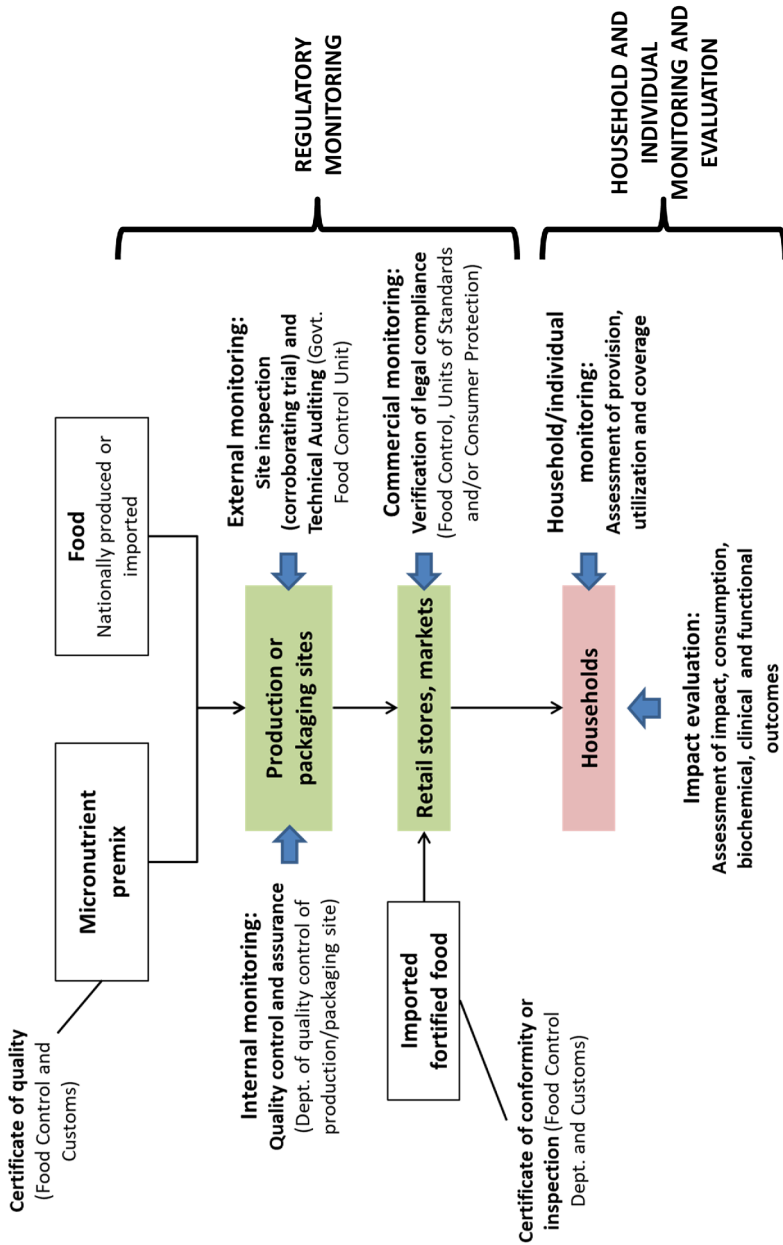 Certificate of quality
(Food Control and
Customs)
Micronutrient
premix
Food
Nationally produced or
imported
Internal monitoring:
Quality control and assurance
(Dept. of quality control of
production/packaging site)
Production or
packaging sites
External monitoring:
Site inspection
(corroborating trial) and
Technical Auditing (Govt.
Food Control Unit)
REGULATORY
MONITORING
Imported
fortified food
Retail stores, markets
Commercial monitoring:
Verification of legal compliance
(Food Control, Units of Standards
and/or Consumer Protection)
Certificate of conformity or
inspection (Food Control
Dept. and Customs)
Households
Household/individual
monitoring:
Assessment of provision,
utilization and coverage
HOUSEHOLD AND
INDIVIDUAL
MONITORING AND
EVALUATION
Impact evaluation:
Assessment of impact, consumption,
biochemical, clinical and functional
outcomes